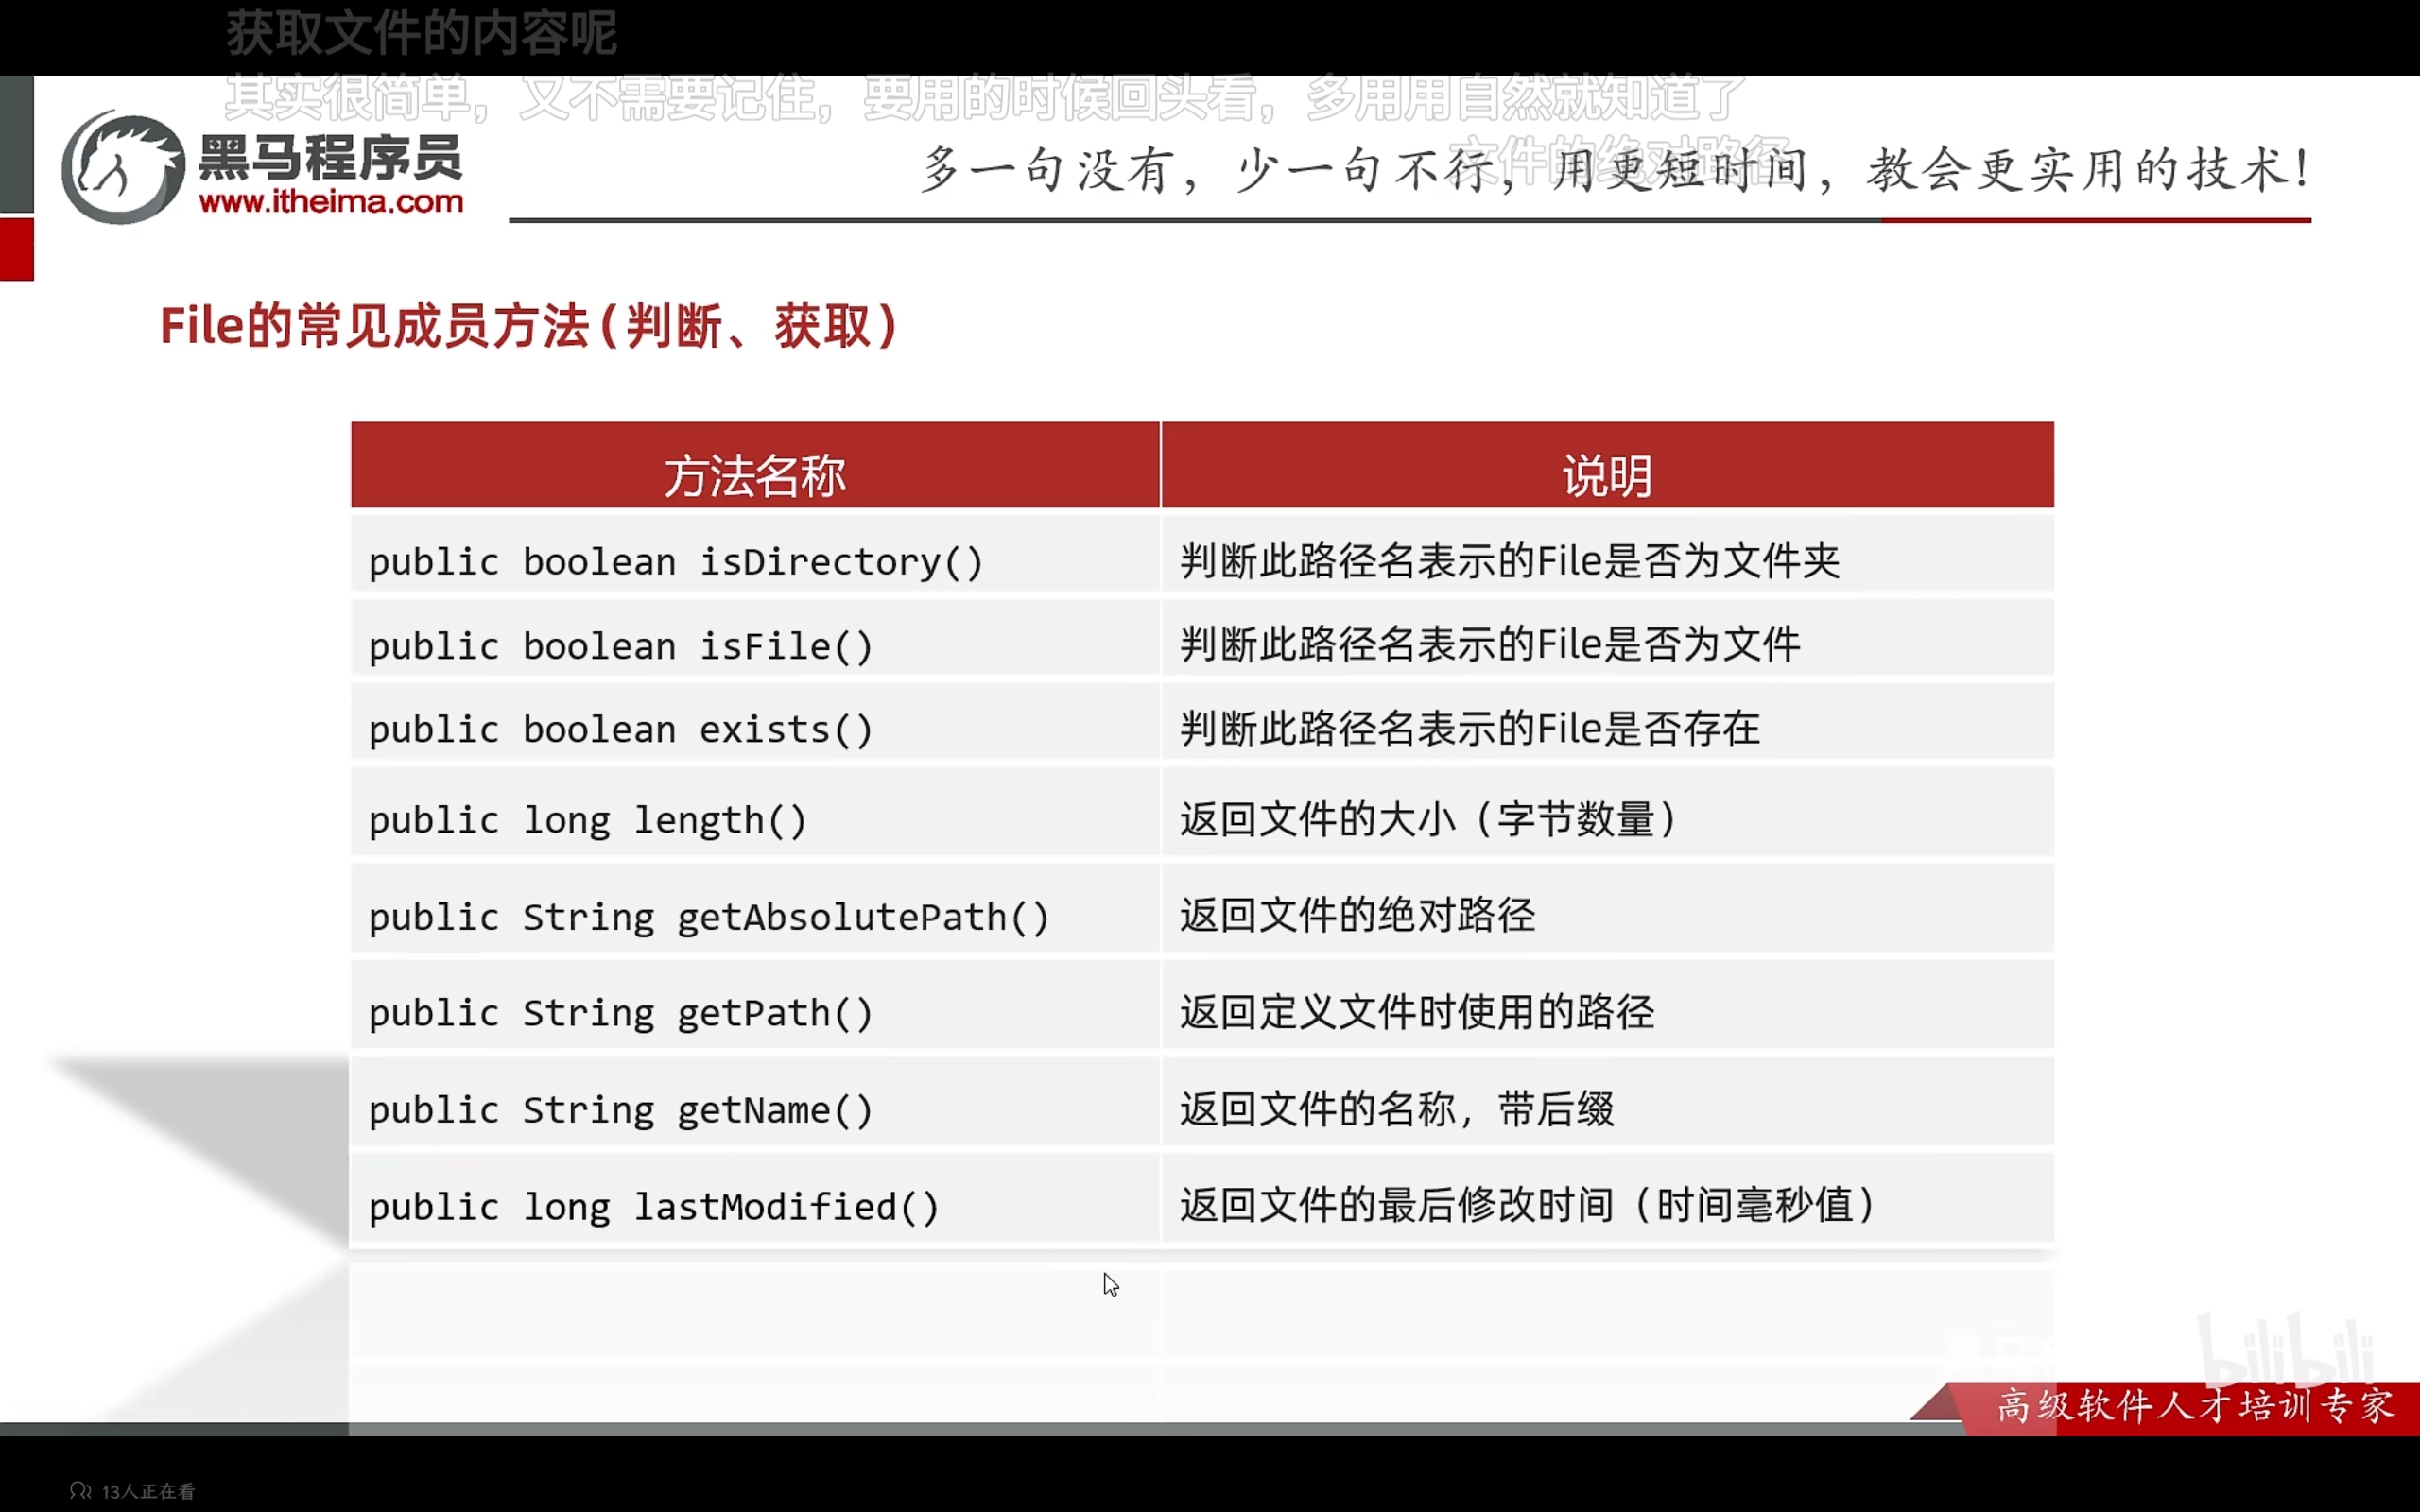 获取文件的内容呢
其实很简单，又不需要记住，要用的时候回头看，多用用自然就知道了
文件的绝对路径
黑马程序员
www.itheima.com
多一句没有，少一句不行，用更短时间，教会更实用的技术！
File的常见成员方法（判断、获取）
方法名称 说明
public boolean isDirectory() 判断此路径名表示的File是否为文件夹
public boolean isFile() 判断此路径名表示的File是否为文件
public boolean exists() 判断此路径名表示的File是否存在
public long length() 返回文件的大小（字节数量）
public String getAbsolutePath() 返回文件的绝对路径
public String getPath() 返回定义文件时使用的路径
public String getName() 返回文件的名称，带后缀
public long lastModified() 返回文件的最后修改时间（时间毫秒值）
bilibili
高级软件人才培训专家
13人正在看